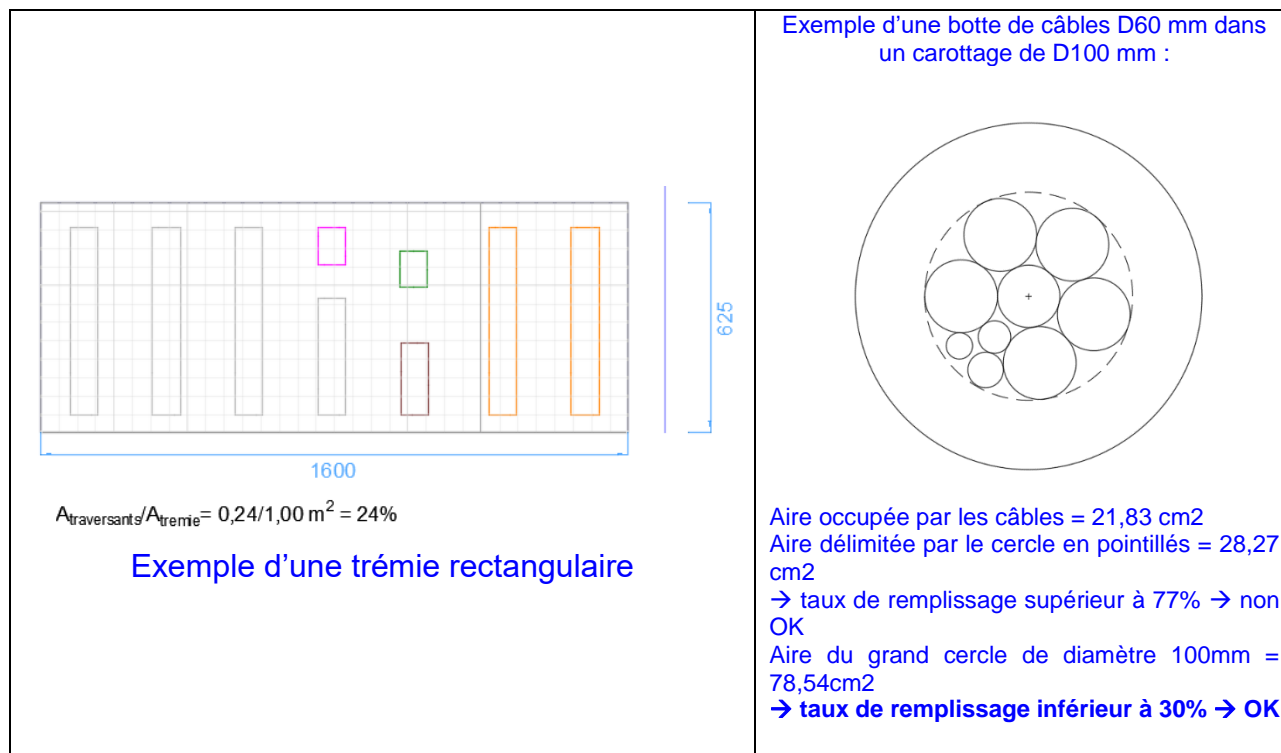 625
1600
Atraversants/Atremie= 0,24/1,00 m2 = 24%
Exemple d’une trémie rectangulaire
Exemple d’une botte de câbles D60 mm dans
un carottage de D100 mm :
Aire occupée par les câbles = 21,83 cm2
Aire délimitée par le cercle en pointillés = 28,27
cm2
→ taux de remplissage supérieur à 77% → non
OK
Aire du grand cercle de diamètre 100mm =
78,54cm2
→ taux de remplissage inférieur à 30% → OK